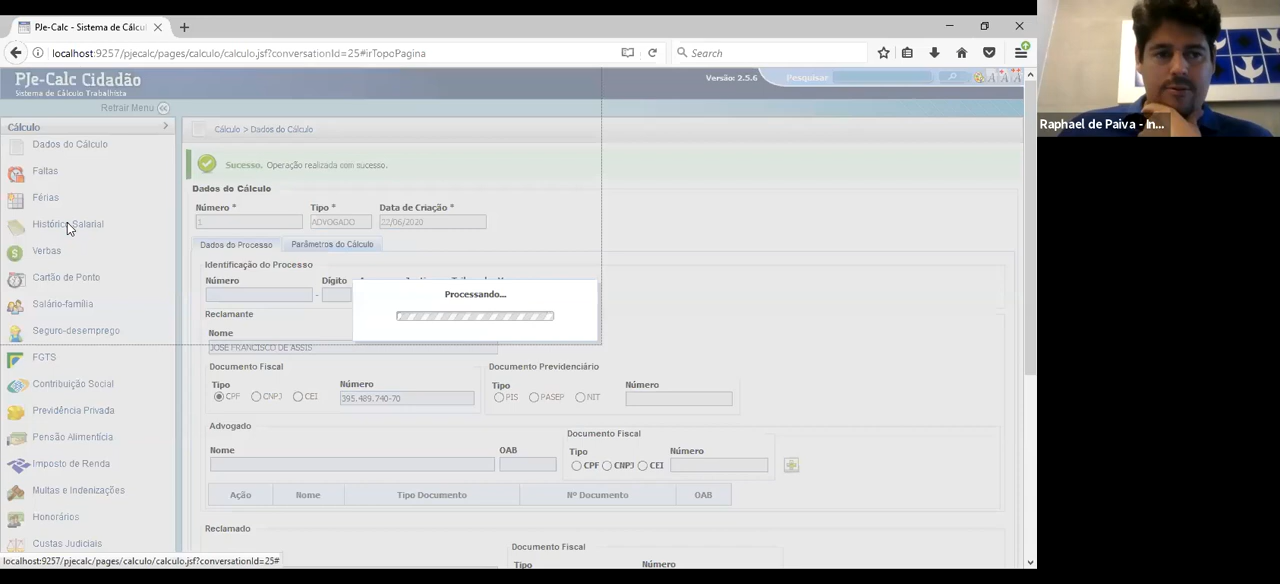 PJe-Calc - Sistema de Cálcu
localhost:9257/pjecalc/pages/calculo/calculo.jsf?conversationId=25#irTopoPagina
Search
PJe-Calc Cidadão
Sistema de Cálculo Trabalhista
Versão: 2.5.6
Pesquisar
Retrair Menu
Cálculo
Cálculo > Dados do Cálculo
Dados do Cálculo
Faltas
Férias
Histórico Salarial
Verbas
Cartão de Ponto
Salário-família
Seguro-desemprego
FGTS
Contribuição Social
Previdência Privada
Pensão Alimentícia
Imposto de Renda
Multas e Indenizações
Honorários
Custas Judiciais
Sucesso. Operação realizada com sucesso.
Dados do Cálculo
Número * Tipo * Data de Criação *
1 ADVOGADO 22/06/2020
Dados do Processo Parâmetros do Cálculo
Identificação do Processo
Número Dígito
-
Processando...
Reclamante
Nome
JOSE FRANCISCO DE ASSIS
Documento Fiscal Documento Previdenciário
Tipo Número Tipo Número
CPF CNPJ CEI 395.489.740-70 PIS PASEP NIT
Advogado
Nome OAB
Documento Fiscal
Tipo Número
CPF CNPJ CEI
Ação Nome Tipo Documento Nº Documento OAB
Reclamado
Documento Fiscal
Tipo Número
localhost:9257/pjecalc/pages/calculo/calculo.jsf?conversationId=25#
Raphael de Paiva - In...